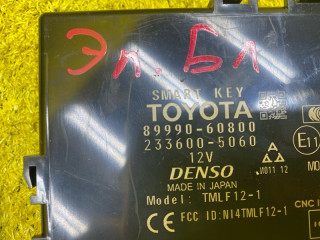 Эл. Бл
SMART KEY
TOYOTA
89990-60800
233600-5060
12V
DENSO
MADE IN JAPAN
Model: TMLF12-1
FCC ID:NI4TMLF12-1
CNC I